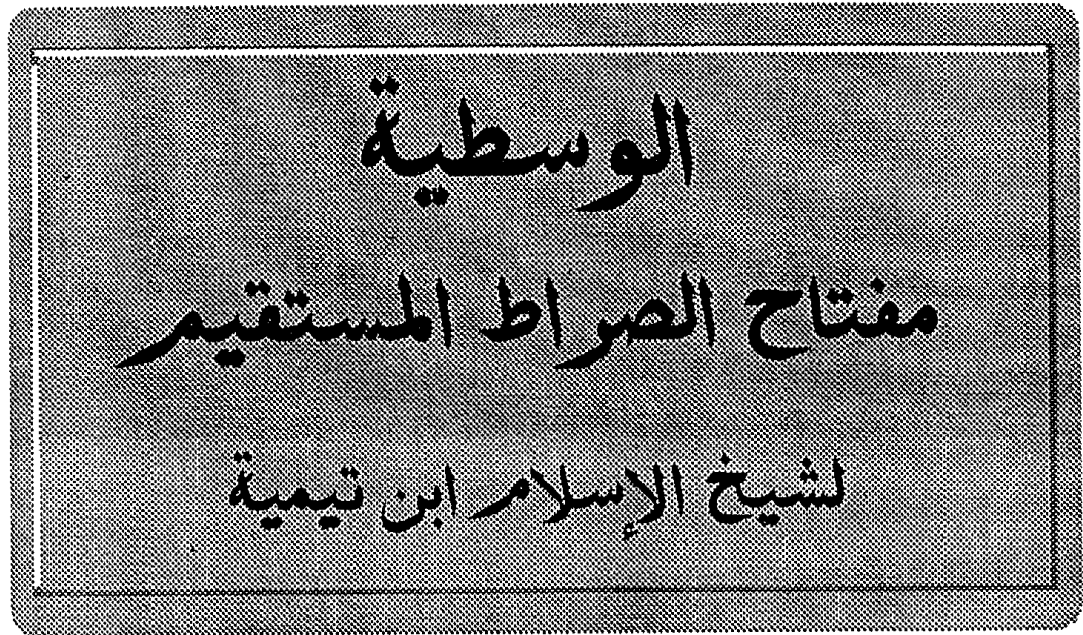 الوسطية
مفتاح الصراط المستقيم
لشيخ الإسلام ابن تيمية